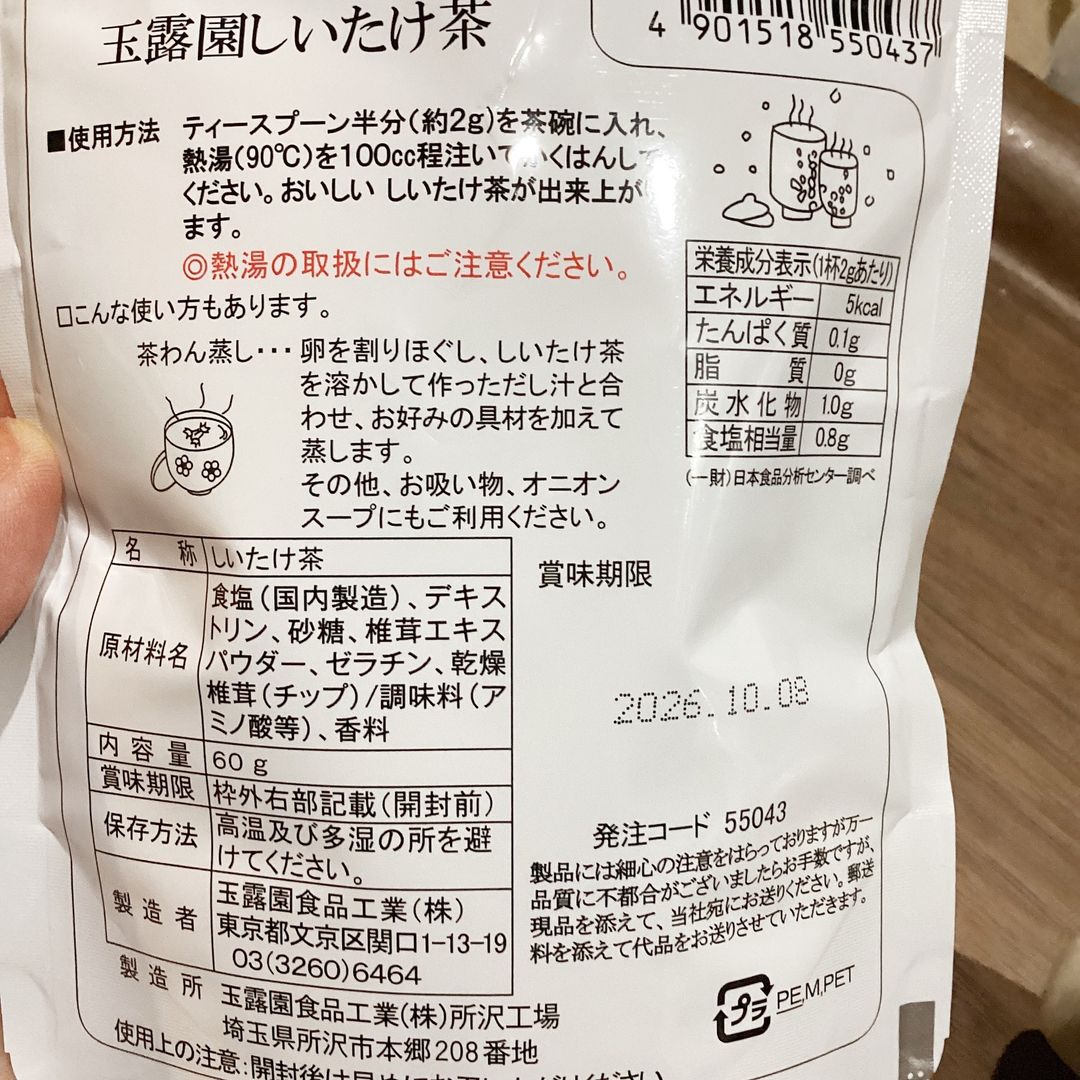 玉露園しいたけ茶
4 901518 550437
■使用方法 ティースプーン半分(約2g)を茶碗に入れ、
熱湯(90℃)を100cc程注いでかくはんして
ください。おいしい しいたけ茶が出来上がり
ます。
◎熱湯の取扱にはご注意ください。
□こんな使い方もあります。
茶わん蒸し・・・卵を割りほぐし、しいたけ茶
を溶かして作っただし汁と合
わせ、お好みの具材を加えて
蒸します。
その他、お吸い物、オニオン
スープにもご利用ください。
栄養成分表示(1杯2gあたり)
エネルギー 5kcal
たんぱく質 0.1g
脂質 0g
炭水化物 1.0g
食塩相当量 0.8g
(一財)日本食品分析センター調べ
名称 しいたけ茶
原材料名 食塩(国内製造)、デキス
トリン、砂糖、椎茸エキス
パウダー、ゼラチン、乾燥
椎茸(チップ)/調味料(ア
ミノ酸等)、香料
内容量 60g
賞味期限 枠外右部記載(開封前)
保存方法 高温及び多湿の所を避
けてください。
製造者 玉露園食品工業(株)
東京都文京区関口1-13-19
03(3260)6464
製造所 玉露園食品工業(株)所沢工場
埼玉県所沢市本郷208番地
使用上の注意:開封後は
賞味期限
2026.10.08
発注コード 55043
製品には細心の注意をはらっておりますが万一
品質に不都合がございましたらお手数ですが、
現品を添えて、当社宛にお送りください。郵送
料を添えて代品をお送りさせていただきます。
プラ PE,M,PET